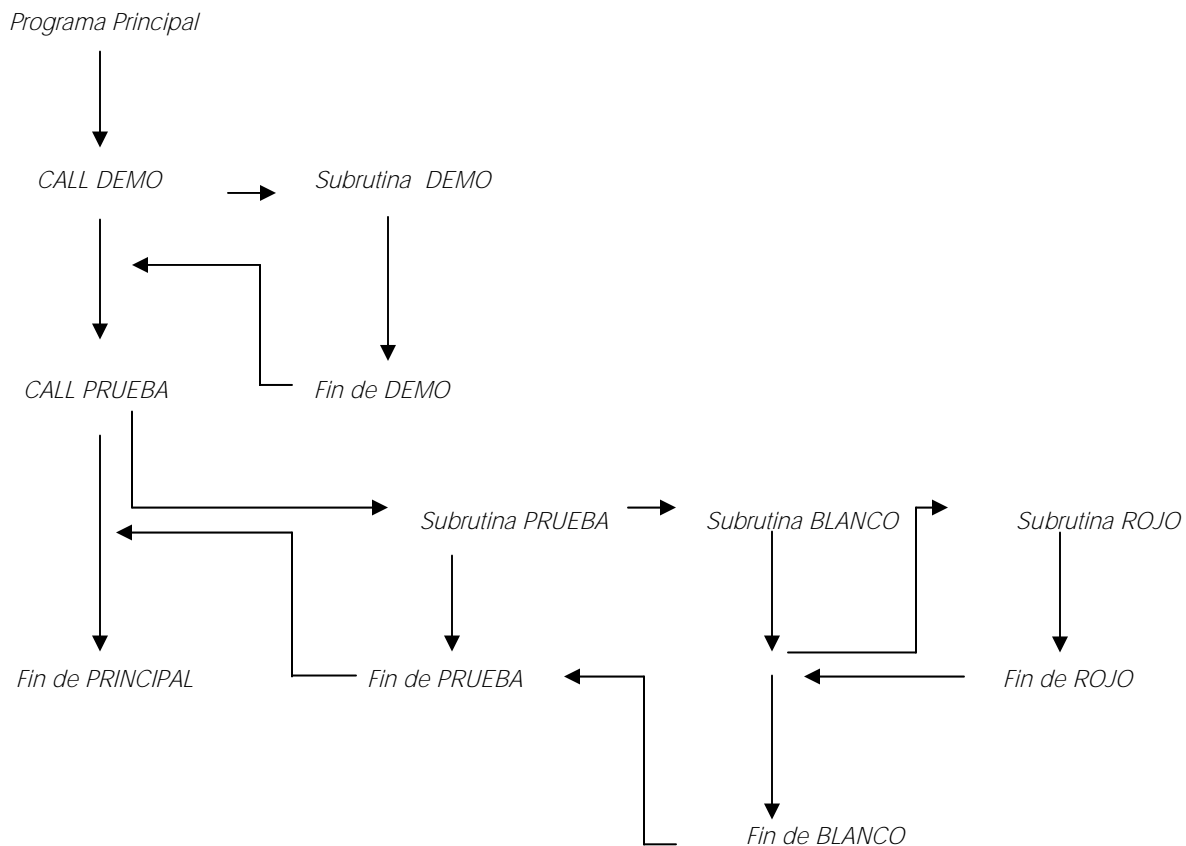 Programa Principal
CALL DEMO
Subrutina DEMO
CALL PRUEBA
Fin de DEMO
Subrutina PRUEBA
Subrutina BLANCO
Subrutina ROJO
Fin de PRINCIPAL
Fin de PRUEBA
Fin de ROJO
Fin de BLANCO